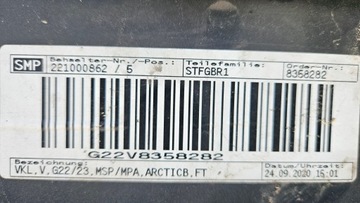 SMP
Behaelter-Nr./-Pos.: Teilefamilie: Order-Nr.:
221000862 / 5 STFGBR1 8358282
G22V8358282
Bezeichnung: Datum/Uhrzeit:
VKL,V,G22/23,MSP/MPA,ARCTICB,FT 24.09.2020 15:01